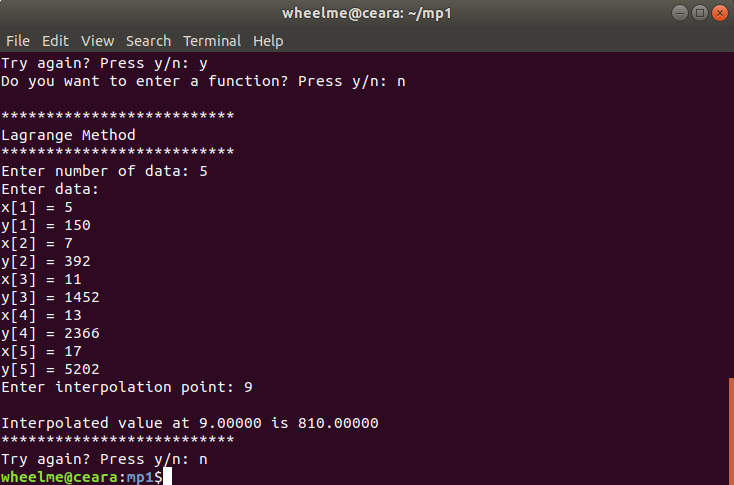 wheelme@ceara: ~/mp1
File Edit View Search Terminal Help
Try again? Press y/n: y
Do you want to enter a function? Press y/n: n
**************************
Lagrange Method
**************************
Enter number of data: 5
Enter data:
x[1] = 5
y[1] = 150
x[2] = 7
y[2] = 392
x[3] = 11
y[3] = 1452
x[4] = 13
y[4] = 2366
x[5] = 17
y[5] = 5202
Enter interpolation point: 9
Interpolated value at 9.00000 is 810.00000
**************************
Try again? Press y/n: n
wheelme@ceara:mp1$